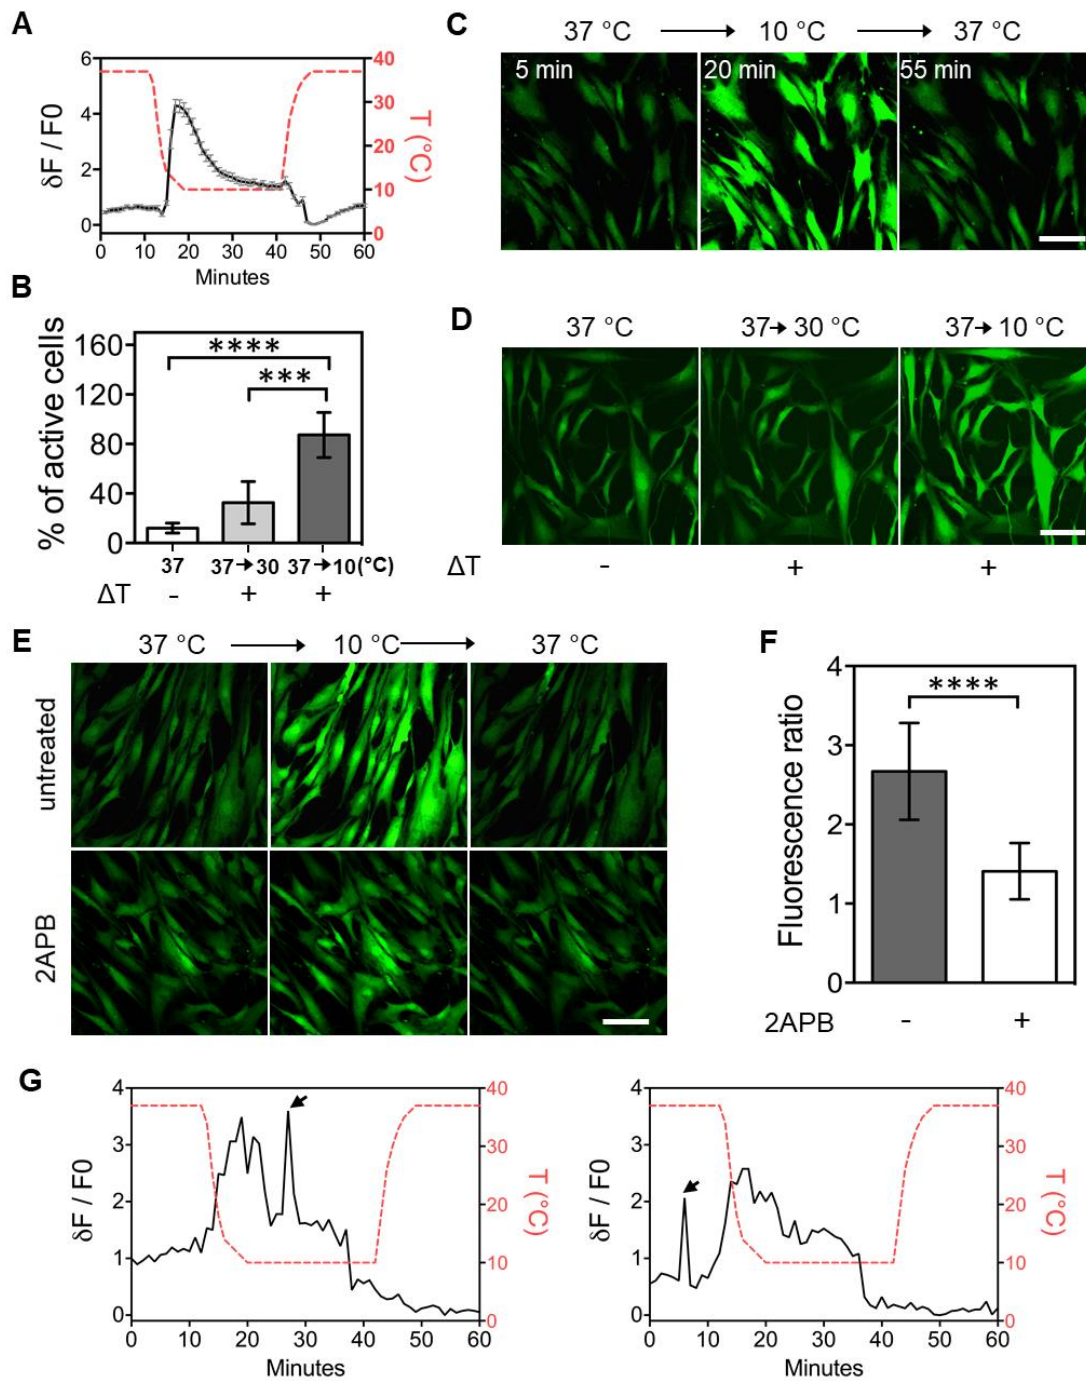 A
6
4
2
0
δF / F0
40
30
20
10
0
T (°C)
0 10 20 30 40 50 60
Minutes
B
% of active cells
160
120
80
40
0
****
***
37 37→30 37→10(°C)
ΔT - + +
C
37 °C 10 °C 37 °C
5 min 20 min 55 min
D
37 °C 37→30 °C 37→10 °C
ΔT - + +
E
37 °C 10 °C 37 °C
untreated
2APB
F
Fluorescence ratio
4
3
2
1
0
****
2APB - +
G
δF / F0
4
3
2
1
0
40
30
20
10
0
T (°C)
0 10 20 30 40 50 60
Minutes
δF / F0
4
3
2
1
0
40
30
20
10
0
T (°C)
0 10 20 30 40 50 60
Minutes